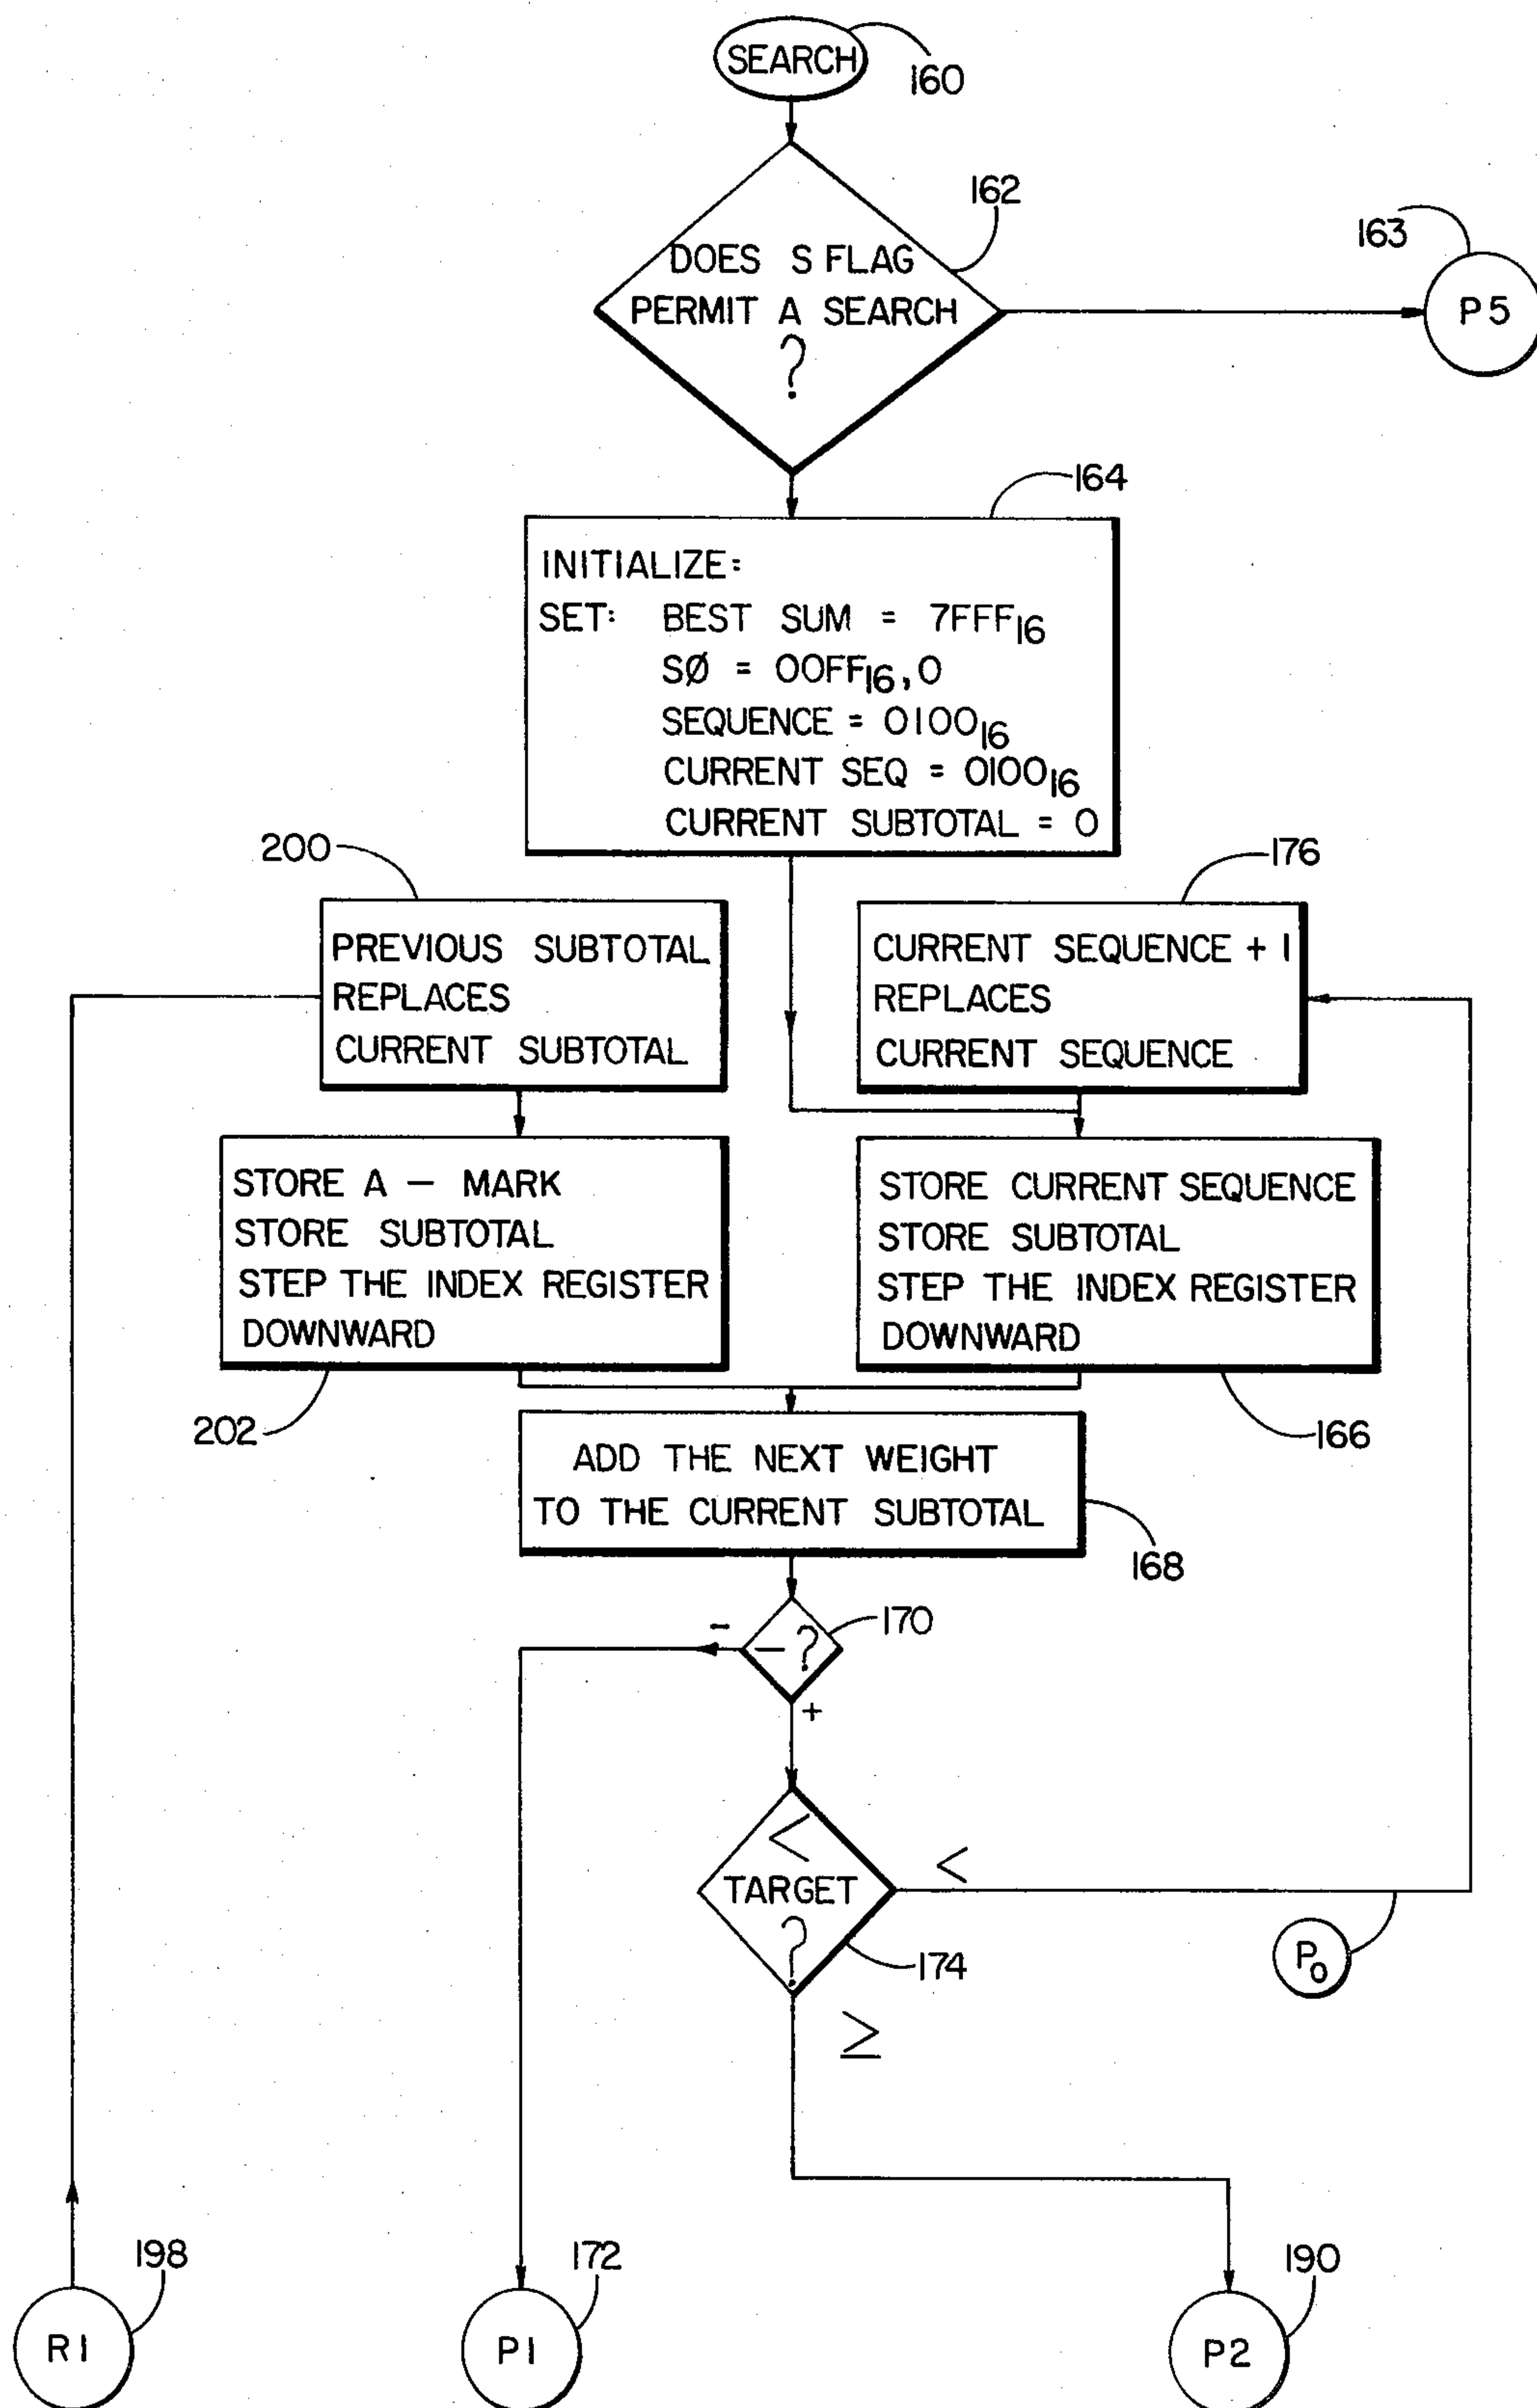 SEARCH
160
162
DOES S FLAG
PERMIT A SEARCH
?
163
P5
164
INITIALIZE:
SET: BEST SUM = 7FFF16
SØ = 00FF16,0
SEQUENCE = 010016
CURRENT SEQ = 010016
CURRENT SUBTOTAL = 0
200
PREVIOUS SUBTOTAL
REPLACES
CURRENT SUBTOTAL
176
CURRENT SEQUENCE + 1
REPLACES
CURRENT SEQUENCE
STORE A — MARK
STORE SUBTOTAL
STEP THE INDEX REGISTER
DOWNWARD
202
STORE CURRENT SEQUENCE
STORE SUBTOTAL
STEP THE INDEX REGISTER
DOWNWARD
166
ADD THE NEXT WEIGHT
TO THE CURRENT SUBTOTAL
168
-
— ?
170
+
<
TARGET
?
<
174
P0
≥
198
R1
172
P1
190
P2